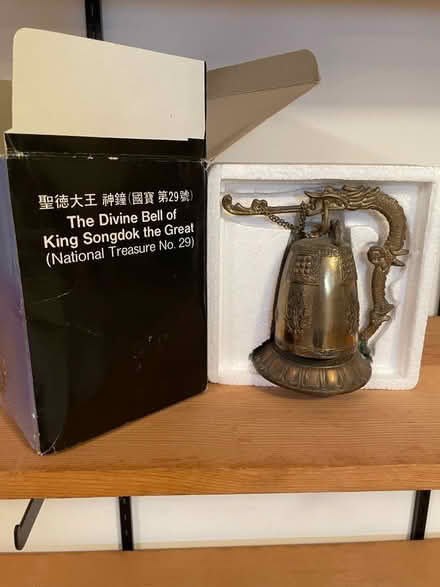 聖德大王 神鐘(國寶 第29號)
The Divine Bell of
King Songdok the Great
(National Treasure No. 29)